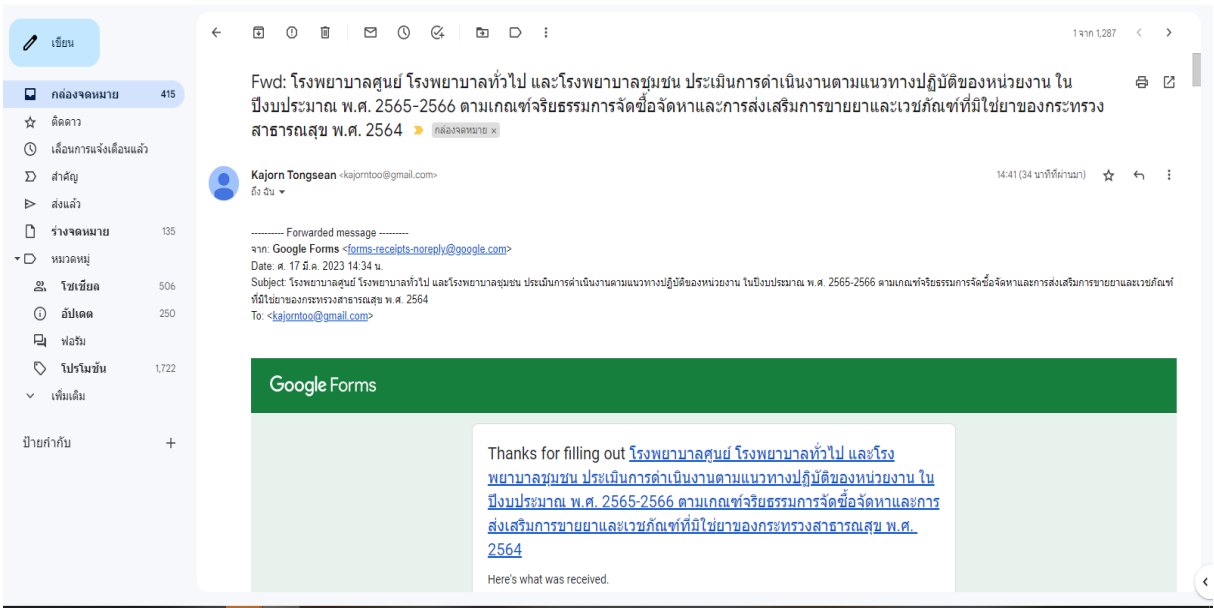 เขียน
1 จาก 1,287
กล่องจดหมาย 415
ติดดาว
เลื่อนการแจ้งเตือนแล้ว
สำคัญ
ส่งแล้ว
ร่างจดหมาย 135
หมวดหมู่
โซเชียล 506
อัปเดต 250
ฟอรัม
โปรโมชัน 1,722
เพิ่มเติม
ป้ายกำกับ
Fwd: โรงพยาบาลศูนย์ โรงพยาบาลทั่วไป และโรงพยาบาลชุมชน ประเมินการดำเนินงานตามแนวทางปฏิบัติของหน่วยงาน ใน
ปีงบประมาณ พ.ศ. 2565-2566 ตามเกณฑ์จริยธรรมการจัดซื้อจัดหาและการส่งเสริมการขายยาและเวชภัณฑ์ที่มิใช่ยาของกระทรวง
สาธารณสุข พ.ศ. 2564 กล่องจดหมาย ×
Kajorn Tongsean <kajorntoo@gmail.com> 14:41 (34 นาทีที่ผ่านมา)
ถึง ฉัน
---------- Forwarded message ---------
จาก: Google Forms <forms-receipts-noreply@google.com>
Date: ศ. 17 มี.ค. 2023 14:34 น.
Subject: โรงพยาบาลศูนย์ โรงพยาบาลทั่วไป และโรงพยาบาลชุมชน ประเมินการดำเนินงานตามแนวทางปฏิบัติของหน่วยงาน ในปีงบประมาณ พ.ศ. 2565-2566 ตามเกณฑ์จริยธรรมการจัดซื้อจัดหาและการส่งเสริมการขายยาและเวชภัณฑ์
ที่มิใช่ยาของกระทรวงสาธารณสุข พ.ศ. 2564
To: <kajorntoo@gmail.com>
Google Forms
Thanks for filling out โรงพยาบาลศูนย์ โรงพยาบาลทั่วไป และโรง
พยาบาลชุมชน ประเมินการดำเนินงานตามแนวทางปฏิบัติของหน่วยงาน ใน
ปีงบประมาณ พ.ศ. 2565-2566 ตามเกณฑ์จริยธรรมการจัดซื้อจัดหาและการ
ส่งเสริมการขายยาและเวชภัณฑ์ที่มิใช่ยาของกระทรวงสาธารณสุข พ.ศ.
2564
Here's what was received.